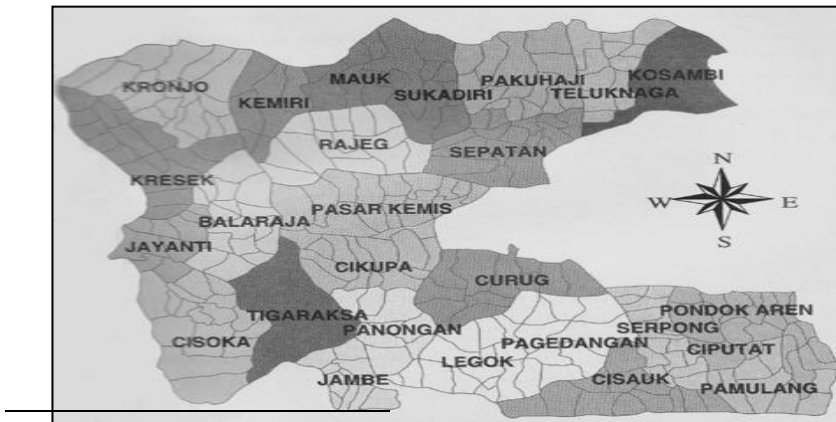 KRONJO
KEMIRI
MAUK
SUKADIRI
PAKUHAJI
TELUKNAGA
KOSAMBI
RAJEG
SEPATAN
KRESEK
BALARAJA
PASAR KEMIS
JAYANTI
CIKUPA
CURUG
TIGARAKSA
PANONGAN
CISOKA
JAMBE
LEGOK
PAGEDANGAN
SERPONG
PONDOK AREN
CIPUTAT
CISAUK
PAMULANG
N
W
E
S